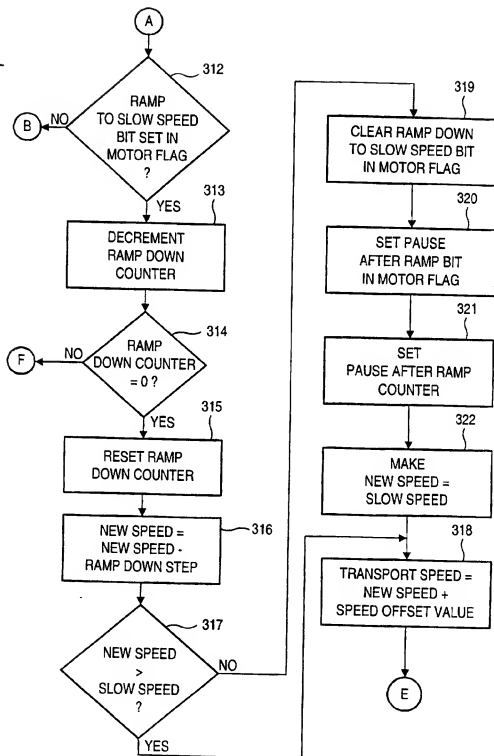 A
312
RAMP
TO SLOW SPEED
BIT SET IN
MOTOR FLAG
?
NO
B
YES
313
DECREMENT
RAMP DOWN
COUNTER
314
RAMP
DOWN COUNTER
= 0 ?
NO
F
YES
315
RESET RAMP
DOWN COUNTER
316
NEW SPEED =
NEW SPEED -
RAMP DOWN STEP
317
NEW SPEED
>
SLOW SPEED
?
NO
YES
319
CLEAR RAMP DOWN
TO SLOW SPEED BIT
IN MOTOR FLAG
320
SET PAUSE
AFTER RAMP BIT
IN MOTOR FLAG
321
SET
PAUSE AFTER RAMP
COUNTER
322
MAKE
NEW SPEED =
SLOW SPEED
318
TRANSPORT SPEED =
NEW SPEED +
SPEED OFFSET VALUE
E